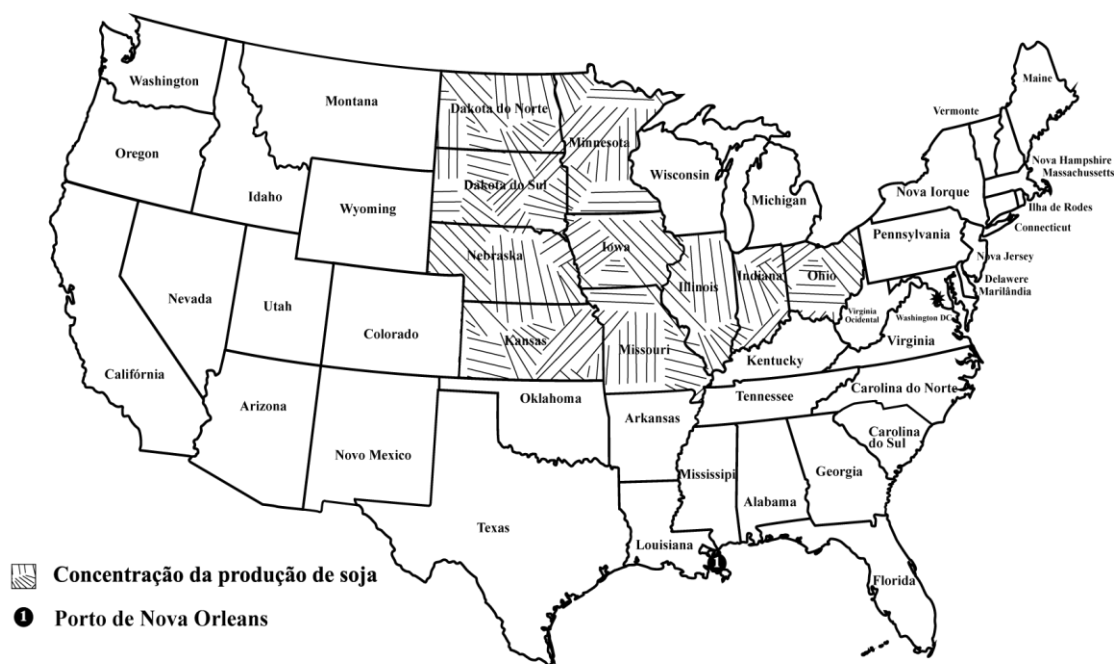 Washington
Montana
Dakota do Norte
Minnesota
Maine
Vermonte
Oregon
Idaho
Wyoming
Dakota do Sul
Wisconsin
Michigan
Nova Iorque
Nova Hampshire
Massachussetts
Ilha de Rodes
Connecticut
Nebraska
Iowa
Pennsylvania
Nova Jersey
Nevada
Utah
Colorado
Kansas
Missouri
Illinois
Indiana
Ohio
Delawere
Marilândia
Virginia
Ocidental
Washington DC
Virginia
Kentucky
Califórnia
Arizona
Novo Mexico
Oklahoma
Arkansas
Tennessee
Carolina do Norte
Carolina
do Sul
Mississipi
Alabama
Georgia
Texas
Louisiana
1
Florida
Concentração da produção de soja
1 Porto de Nova Orleans